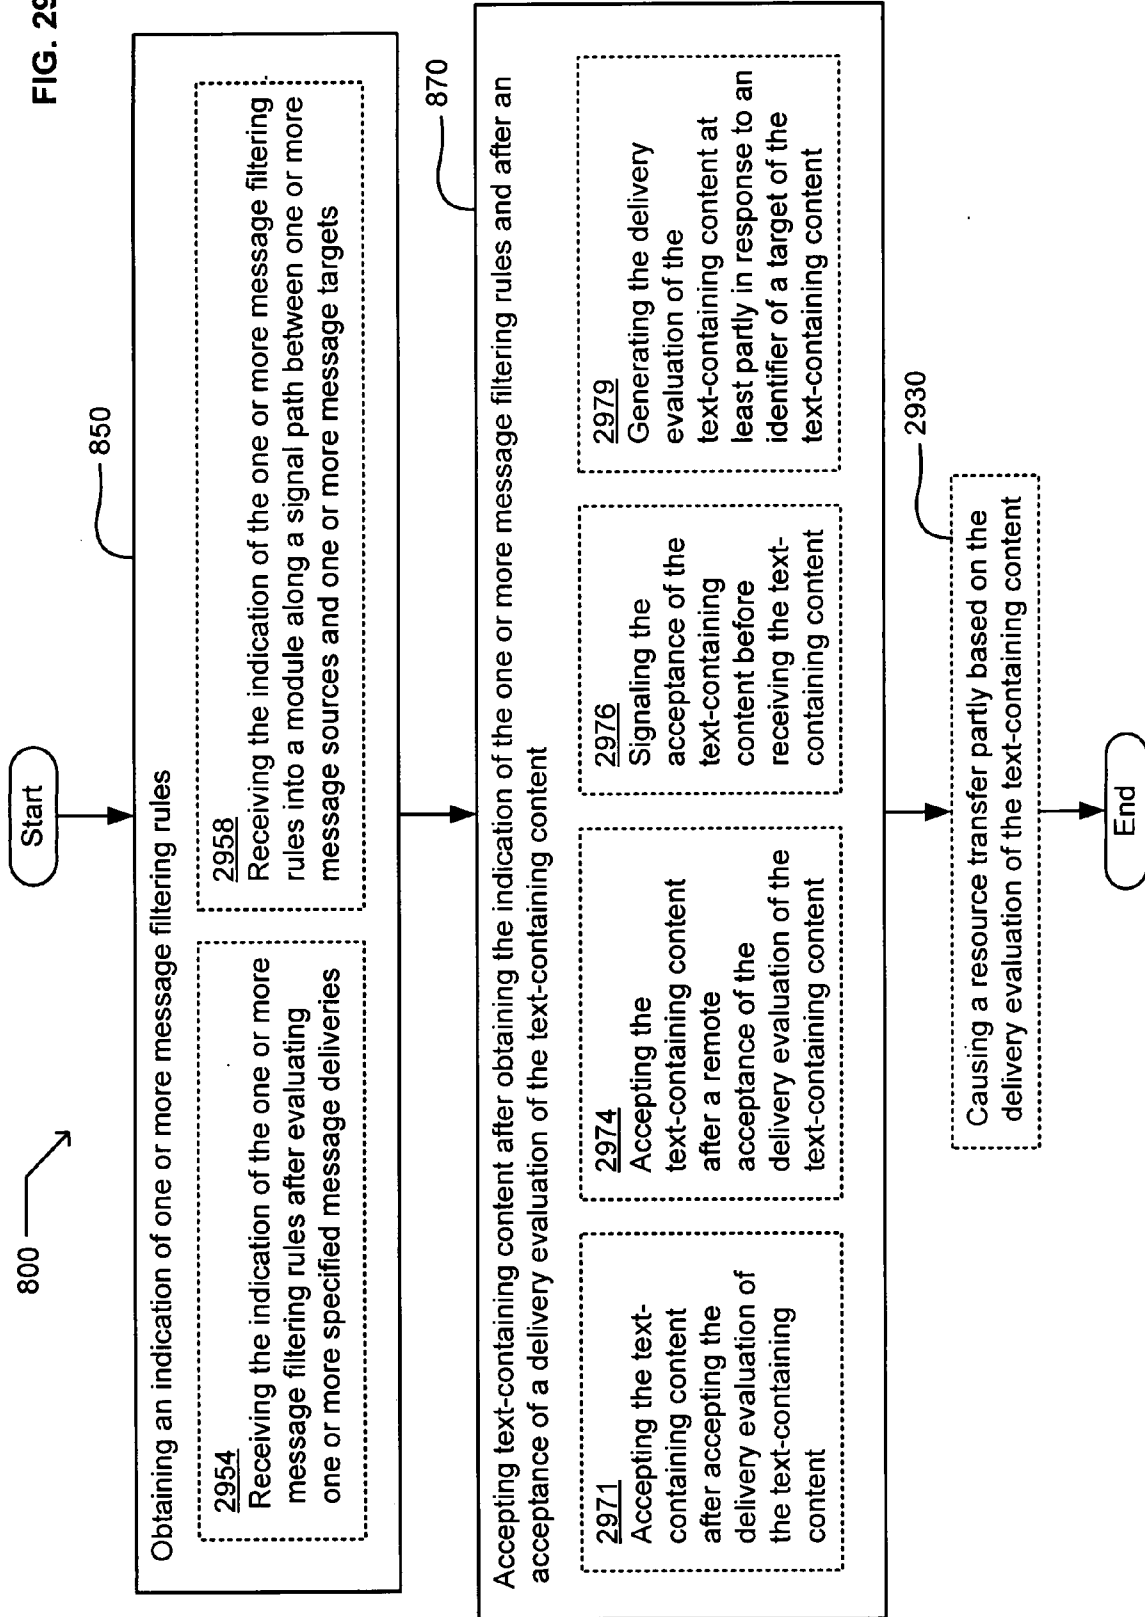 FIG. 29
800
Start
850
Obtaining an indication of one or more message filtering rules
2954
Receiving the indication of the one or more
message filtering rules after evaluating
one or more specified message deliveries
2958
Receiving the indication of the one or more message filtering
rules into a module along a signal path between one or more
message sources and one or more message targets
870
Accepting text-containing content after obtaining the indication of the one or more message filtering rules and after an
acceptance of a delivery evaluation of the text-containing content
2971
Accepting the text-
containing content
after accepting the
delivery evaluation of
the text-containing
content
2974
Accepting the
text-containing content
after a remote
acceptance of the
delivery evaluation of the
text-containing content
2976
Signaling the
acceptance of the
text-containing
content before
receiving the text-
containing content
2979
Generating the delivery
evaluation of the
text-containing content at
least partly in response to an
identifier of a target of the
text-containing content
2930
Causing a resource transfer partly based on the
delivery evaluation of the text-containing content
End